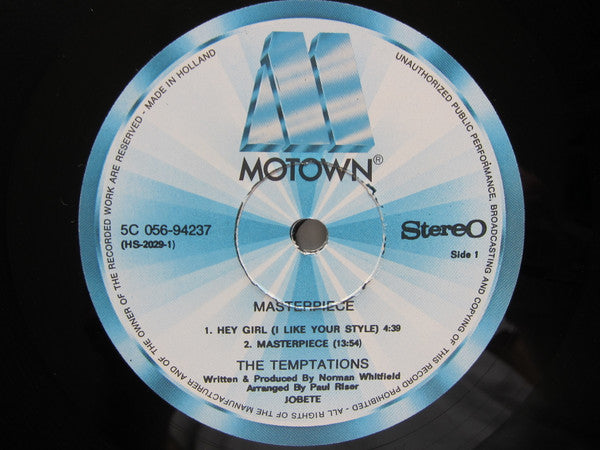 MOTOWN®
5C 056-94237
(HS-2029-1)
Stereo
Side 1
MASTERPIECE
1. HEY GIRL (I LIKE YOUR STYLE) 4:39
2. MASTERPIECE (13:54)
THE TEMPTATIONS
Written & Produced By Norman Whitfield
Arranged By Paul Riser
JOBETE
UNAUTHORIZED PUBLIC PERFORMANCE, BROADCASTING AND COPYING OF THIS RECORD PROHIBITED - ALL RIGHTS OF THE MANUFACTURER AND OF THE OWNER OF THE RECORDED WORK ARE RESERVED - MADE IN HOLLAND